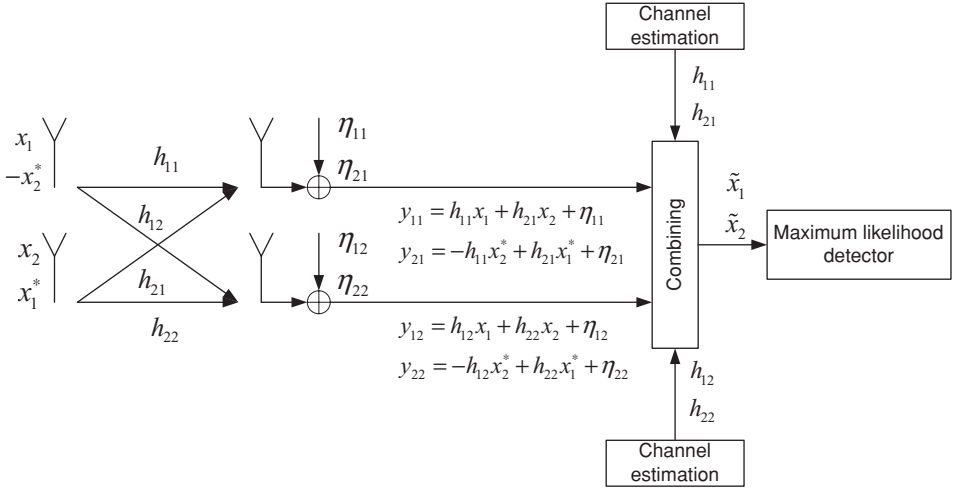 Channel
estimation
h₁₁
h₂₁
x₁
−x₂*
h₁₁
η₁₁
η₂₁
y₁₁ = h₁₁x₁ + h₂₁x₂ + η₁₁
y₂₁ = −h₁₁x₂* + h₂₁x₁* + η₂₁
h₁₂
x₂
x₁*
h₂₁
h₂₂
η₁₂
η₂₂
y₁₂ = h₁₂x₁ + h₂₂x₂ + η₁₂
y₂₂ = −h₁₂x₂* + h₂₂x₁* + η₂₂
Combining
x̃₁
x̃₂
Maximum likelihood
detector
h₁₂
h₂₂
Channel
estimation